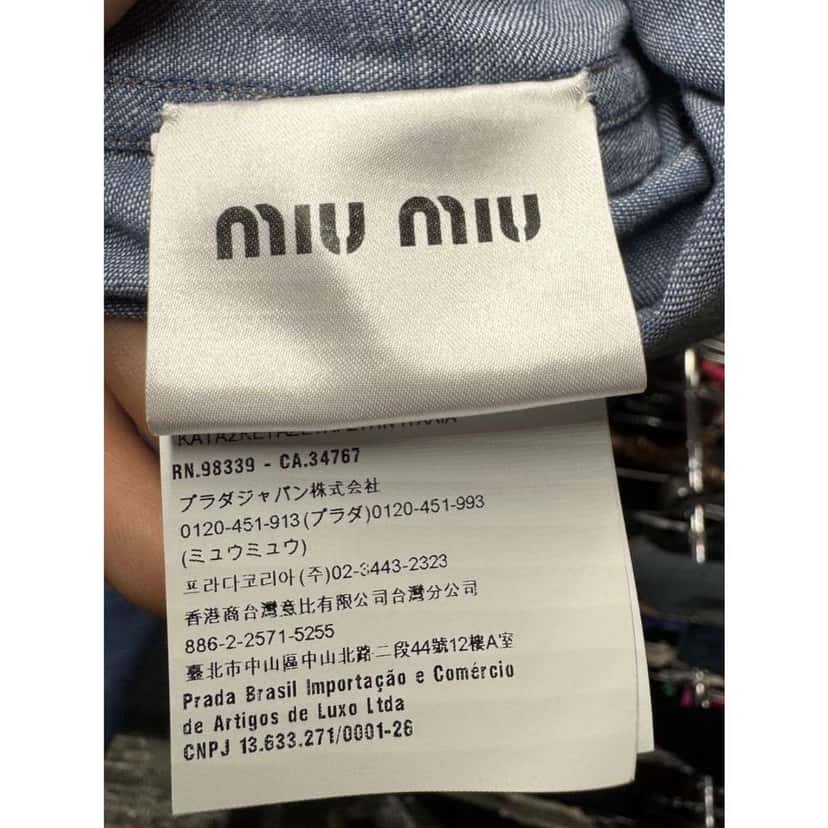 miu miu
RN.98339 - CA.34767
プラダジャパン株式会社
0120-451-913(プラダ)0120-451-993
(ミュウミュウ)
프라다코리아(주)02-3443-2323
香港商台灣意比有限公司台灣分公司
886-2-2571-5255
臺北市中山區中山北路二段44號12樓A室
Prada Brasil Importação e Comércio
de Artigos de Luxo Ltda
CNPJ 13.633.271/0001-26